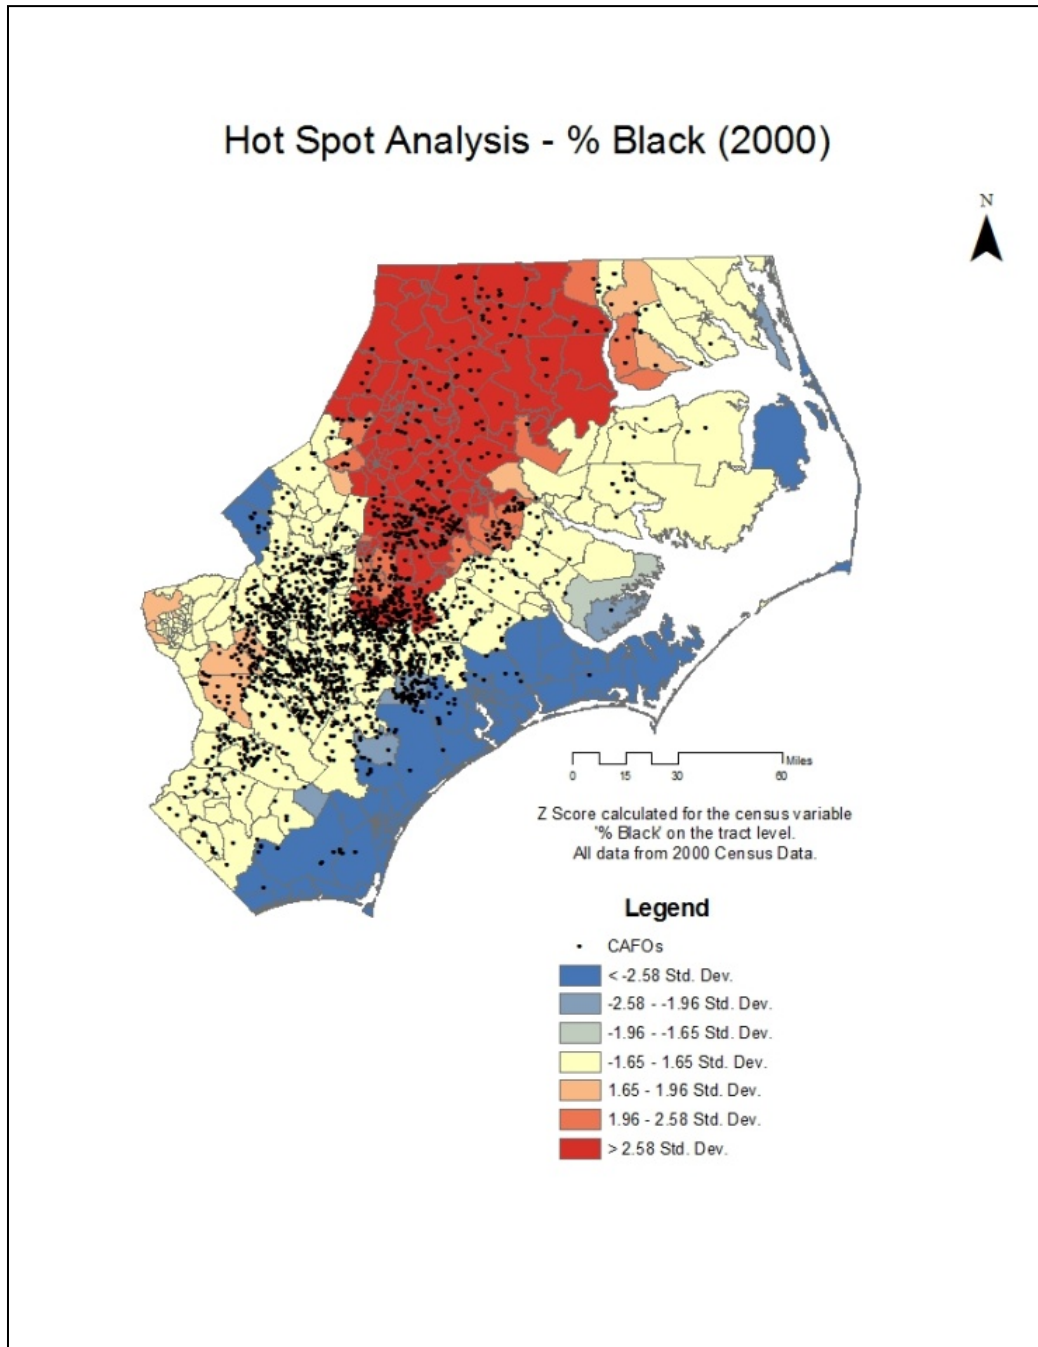 Hot Spot Analysis - % Black (2000)
N
Miles
0 15 30 60
Z Score calculated for the census variable
'% Black' on the tract level.
All data from 2000 Census Data.
Legend
CAFOs
< -2.58 Std. Dev.
-2.58 - -1.96 Std. Dev.
-1.96 - -1.65 Std. Dev.
-1.65 - 1.65 Std. Dev.
1.65 - 1.96 Std. Dev.
1.96 - 2.58 Std. Dev.
> 2.58 Std. Dev.